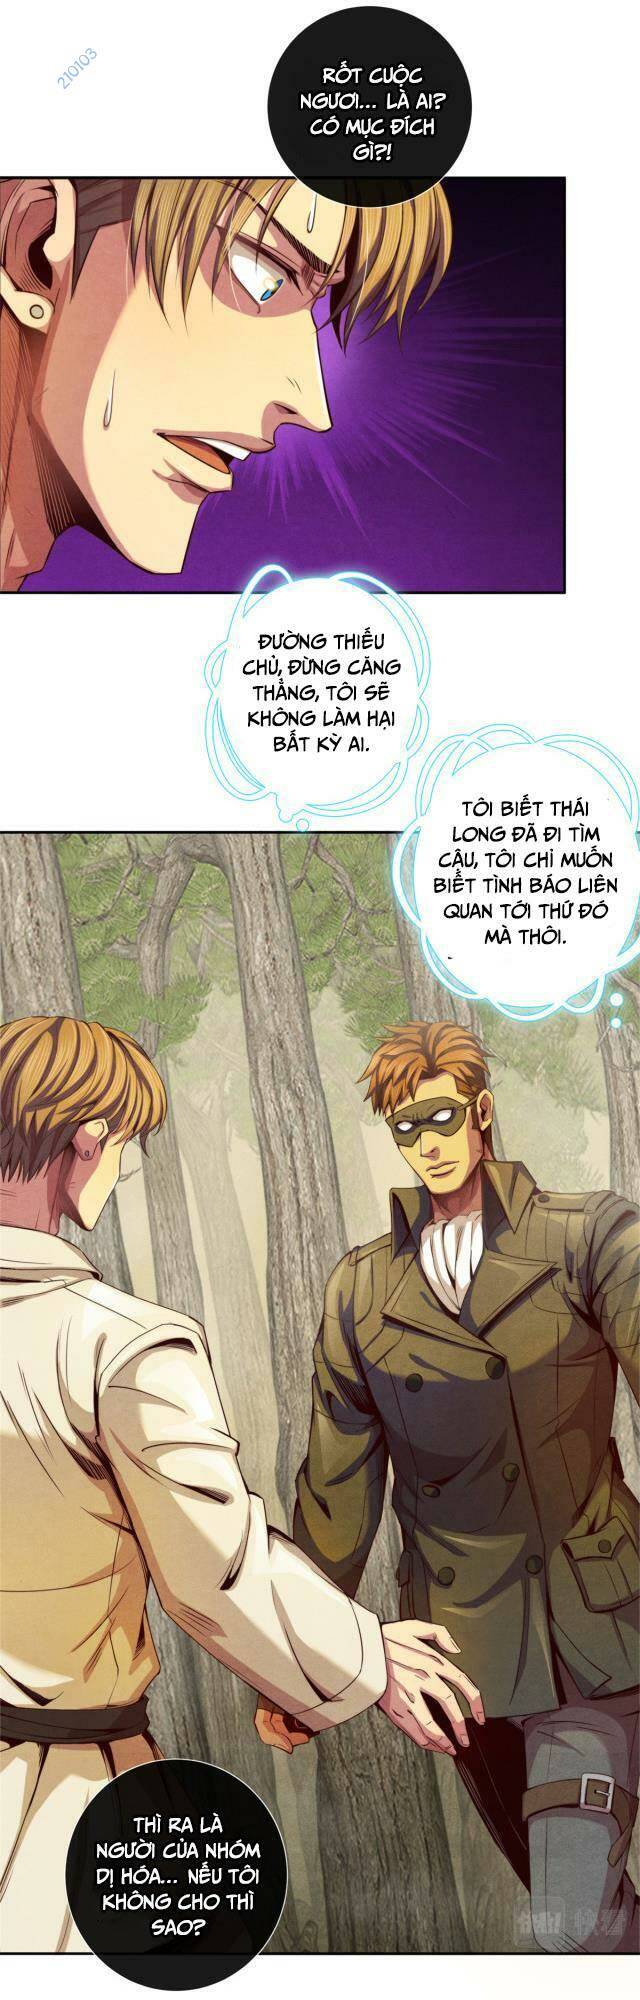 210103
RỐT CUỘC
NGƯƠI... LÀ AI?
CÓ MỤC ĐÍCH
GÌ?!
ĐƯỜNG THIẾU
CHỦ, ĐỪNG CĂNG
THẲNG, TÔI SẼ
KHÔNG LÀM HẠI
BẤT KỲ AI.
TÔI BIẾT THÁI
LONG ĐÃ ĐI TÌM
CẬU, TÔI CHỈ MUỐN
BIẾT TÌNH BÁO LIÊN
QUAN TỚI THỨ ĐÓ
MÀ THÔI.
THÌ RA LÀ
NGƯỜI CỦA NHÓM
DỊ HÓA... NẾU TÔI
KHÔNG CHO THÌ
SAO?
快看